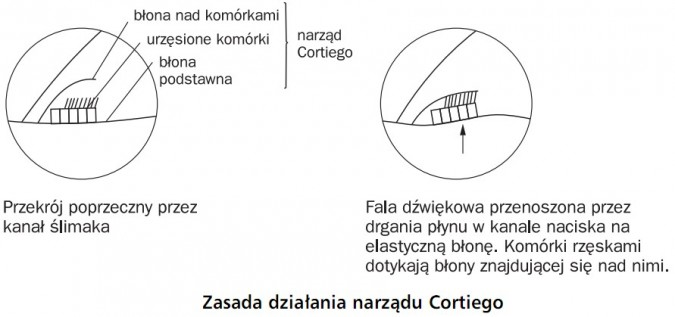 błona nad komórkami
urzęsione komórki
błona
podstawna
narząd
Cortiego
Przekrój poprzeczny przez
kanał ślimaka
Fala dźwiękowa przenoszona przez
drgania płynu w kanale naciska na
elastyczną błonę. Komórki rzęskami
dotykają błony znajdującej się nad nimi.
Zasada działania narządu Cortiego